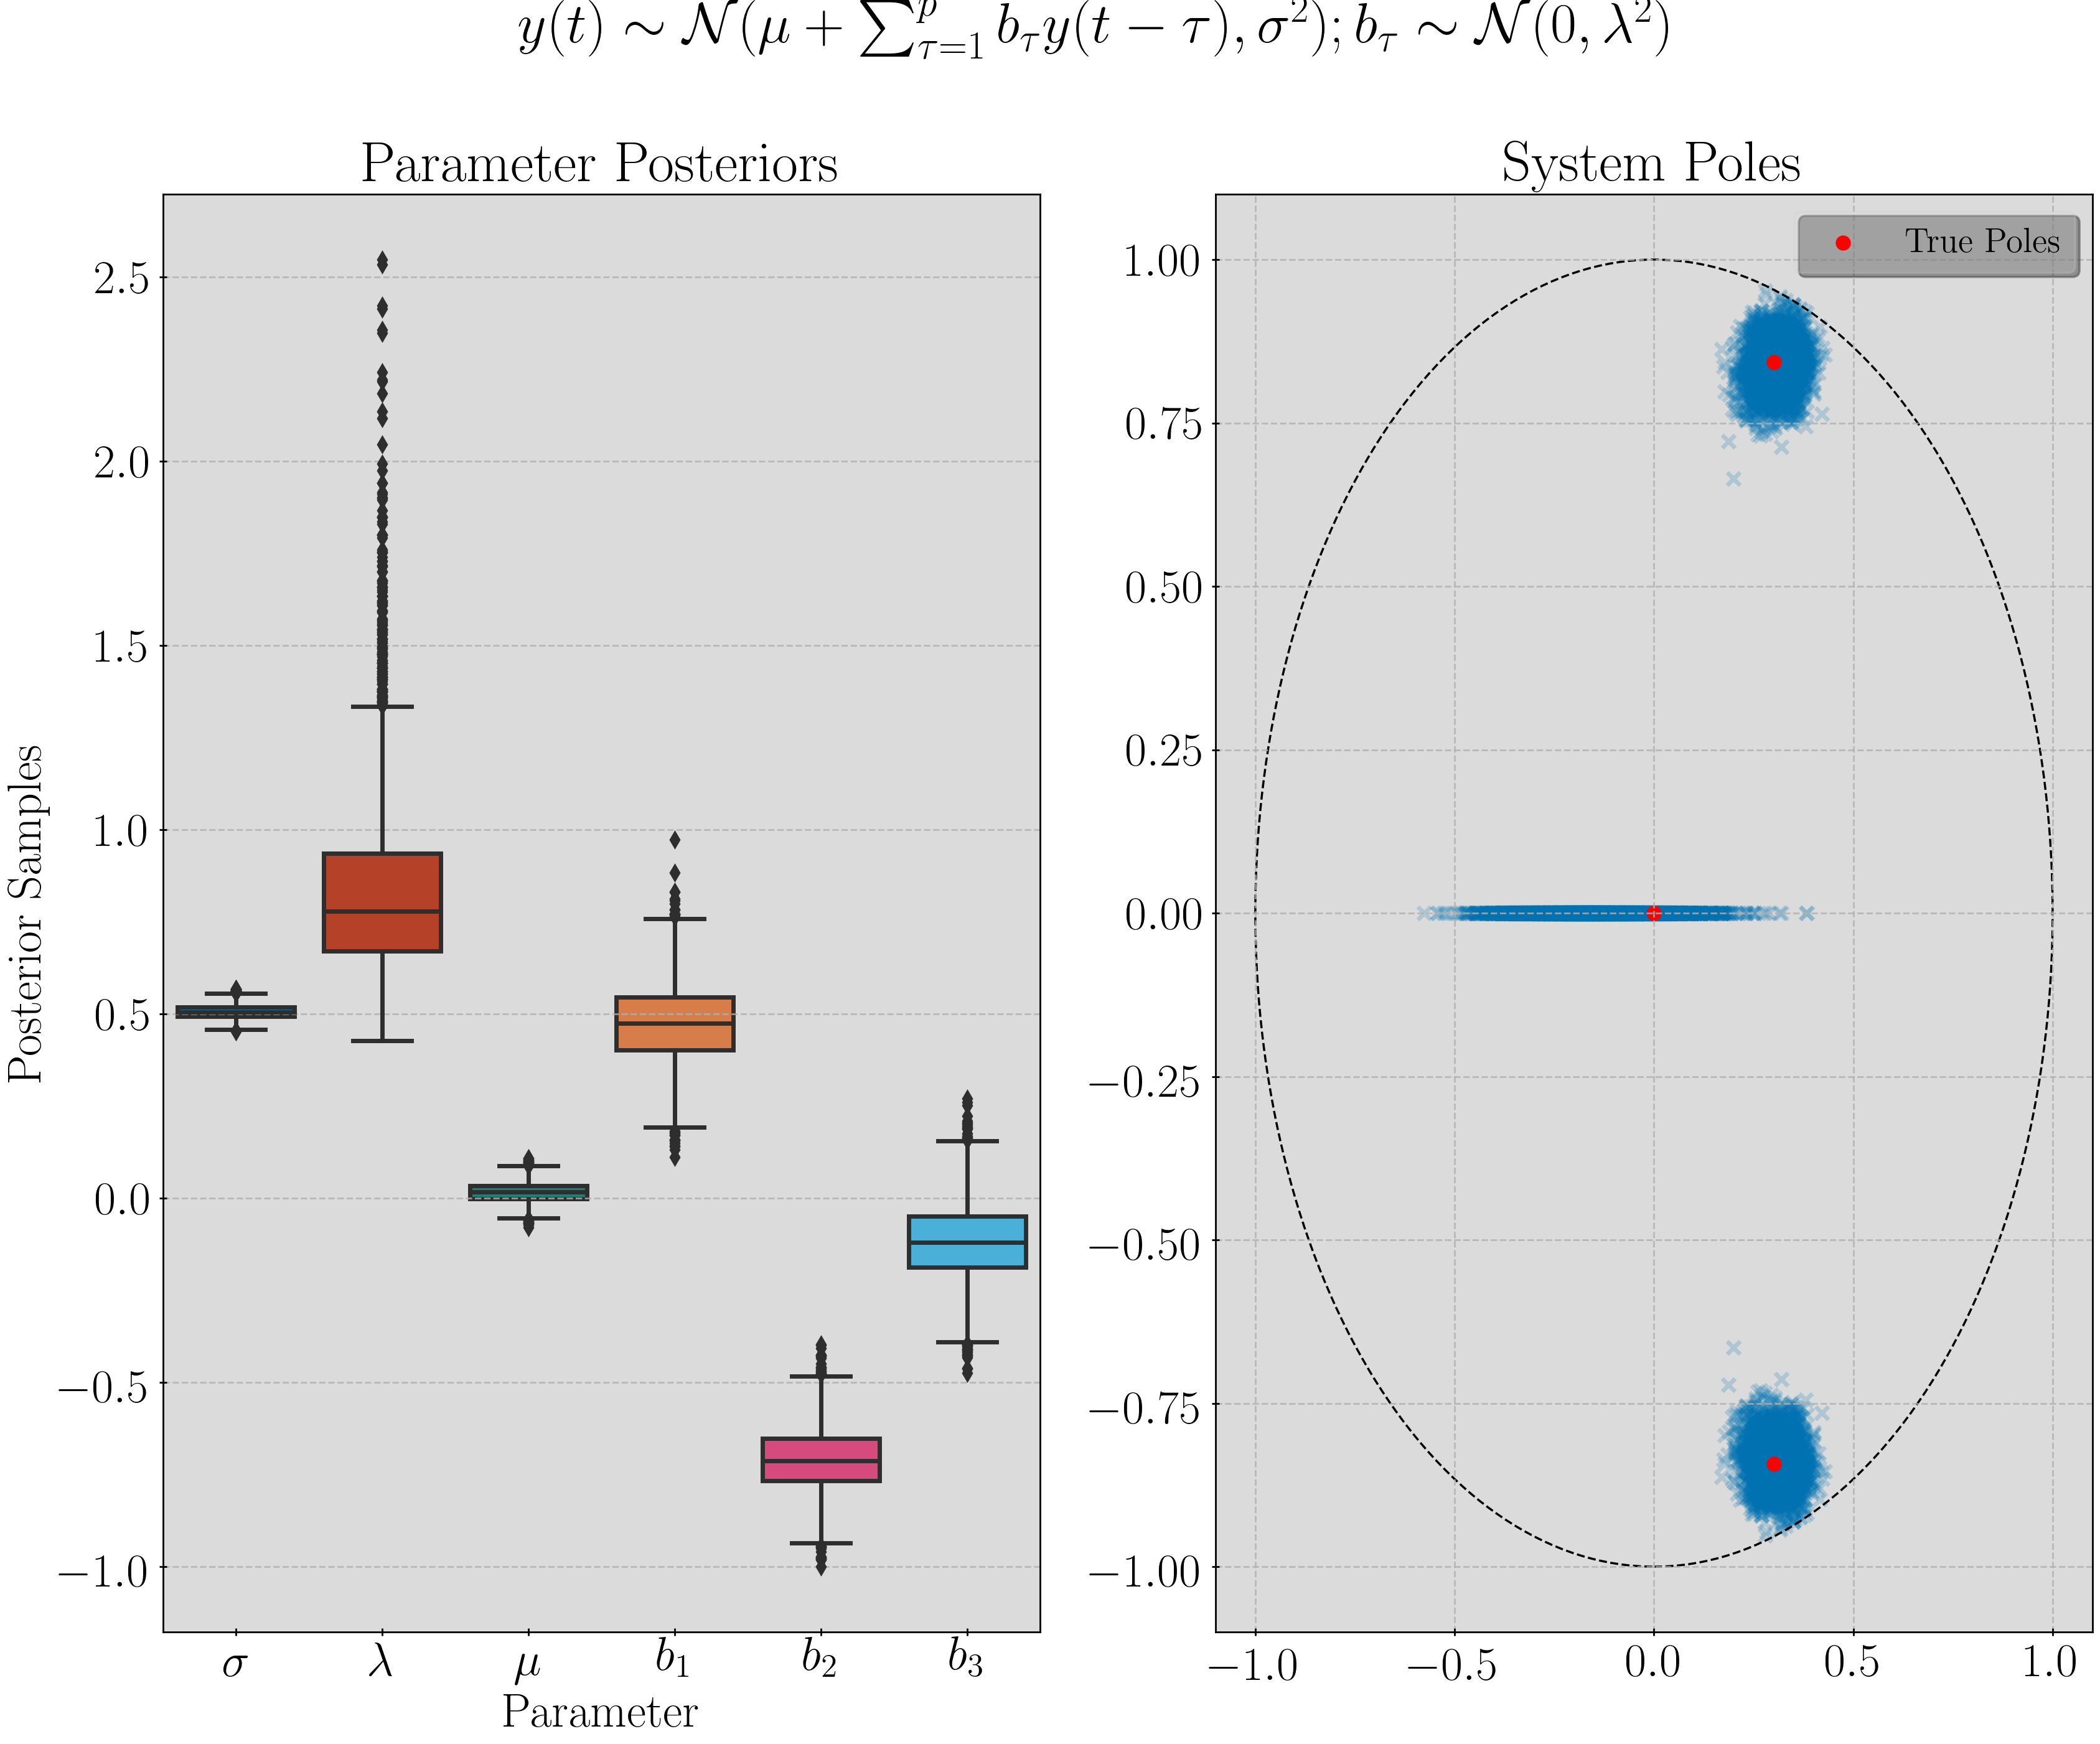 y(t) ∼ 𝒩(μ + ∑_{τ=1}^{p} b_τ y(t − τ), σ²); b_τ ∼ 𝒩(0, λ²)
Parameter Posteriors
Posterior Samples
2.5
2.0
1.5
1.0
0.5
0.0
−0.5
−1.0
σ λ μ b₁ b₂ b₃
Parameter
System Poles
True Poles
1.00
0.75
0.50
0.25
0.00
−0.25
−0.50
−0.75
−1.00
−1.0 −0.5 0.0 0.5 1.0